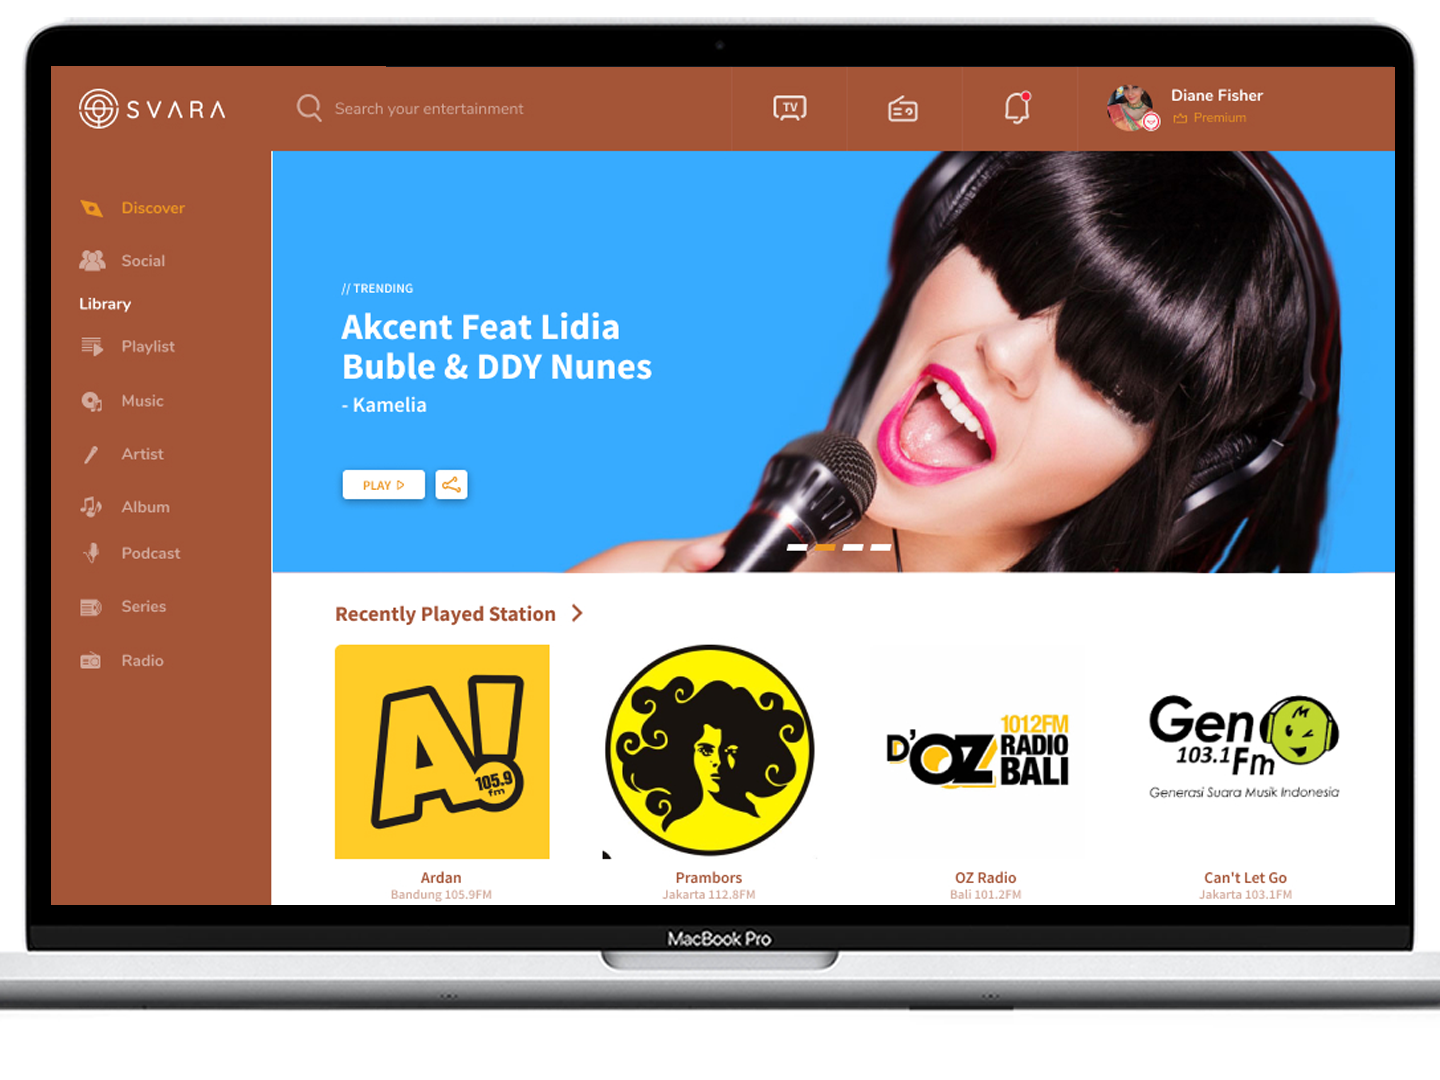 SVARA
Search your entertainment
TV
Diane Fisher
Premium
Discover
Social
Library
Playlist
Music
Artist
Album
Podcast
Series
Radio
// TRENDING
Akcent Feat Lidia
Buble & DDY Nunes
- Kamelia
PLAY
Recently Played Station
A!
105.9
fm
D'OZ
1012FM
RADIO
BALI
Gen
103.1 Fm
Generasi Suara Musik Indonesia
Ardan
Bandung 105.9FM
Prambors
Jakarta 112.8FM
OZ Radio
Bali 101.2FM
Can't Let Go
Jakarta 103.1FM
MacBook Pro